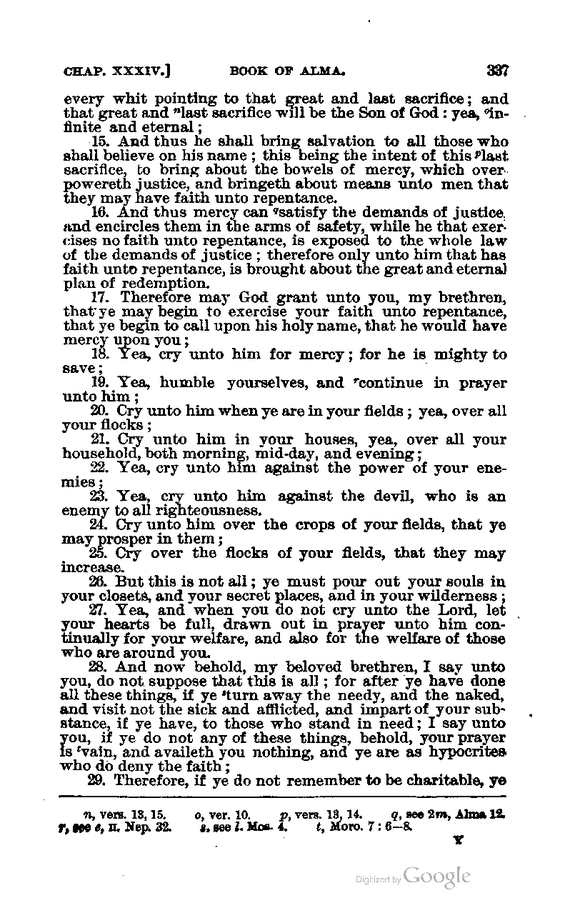 CHAP. XXXIV.] BOOK OF ALMA. 337
every whit pointing to that great and last sacrifice; and
that great and ⁿlast sacrifice will be the Son of God: yea, ᵒin-
finite and eternal;
15. And thus he shall bring salvation to all those who
shall believe on his name; this being the intent of this ᵖlast
sacrifice, to bring about the bowels of mercy, which over-
powereth justice, and bringeth about means unto men that
they may have faith unto repentance.
16. And thus mercy can ᑫsatisfy the demands of justice,
and encircles them in the arms of safety, while he that exer-
cises no faith unto repentance, is exposed to the whole law
of the demands of justice; therefore only unto him that has
faith unto repentance, is brought about the great and eternal
plan of redemption.
17. Therefore may God grant unto you, my brethren,
that ye may begin to exercise your faith unto repentance,
that ye begin to call upon his holy name, that he would have
mercy upon you;
18. Yea, cry unto him for mercy; for he is mighty to
save;
19. Yea, humble yourselves, and ʳcontinue in prayer
unto him;
20. Cry unto him when ye are in your fields; yea, over all
your flocks;
21. Cry unto him in your houses, yea, over all your
household, both morning, mid-day, and evening;
22. Yea, cry unto him against the power of your ene-
mies;
23. Yea, cry unto him against the devil, who is an
enemy to all righteousness.
24. Cry unto him over the crops of your fields, that ye
may prosper in them;
25. Cry over the flocks of your fields, that they may
increase.
26. But this is not all; ye must pour out your souls in
your closets, and your secret places, and in your wilderness;
27. Yea, and when you do not cry unto the Lord, let
your hearts be full, drawn out in prayer unto him con-
tinually for your welfare, and also for the welfare of those
who are around you.
28. And now behold, my beloved brethren, I say unto
you, do not suppose that this is all; for after ye have done
all these things, if ye ˢturn away the needy, and the naked,
and visit not the sick and afflicted, and impart of your sub-
stance, if ye have, to those who stand in need; I say unto
you, if ye do not any of these things, behold, your prayer
is ᵗvain, and availeth you nothing, and ye are as hypocrites
who do deny the faith;
29. Therefore, if ye do not remember to be charitable, ye
n, vers. 13, 15. o, ver. 10. p, vers. 13, 14. q, see 2m, Alma 12.
r, see e, II. Nep. 32. s, see l. Mos. 4. t, Moro. 7: 6—8.
Y
Digitized by Google